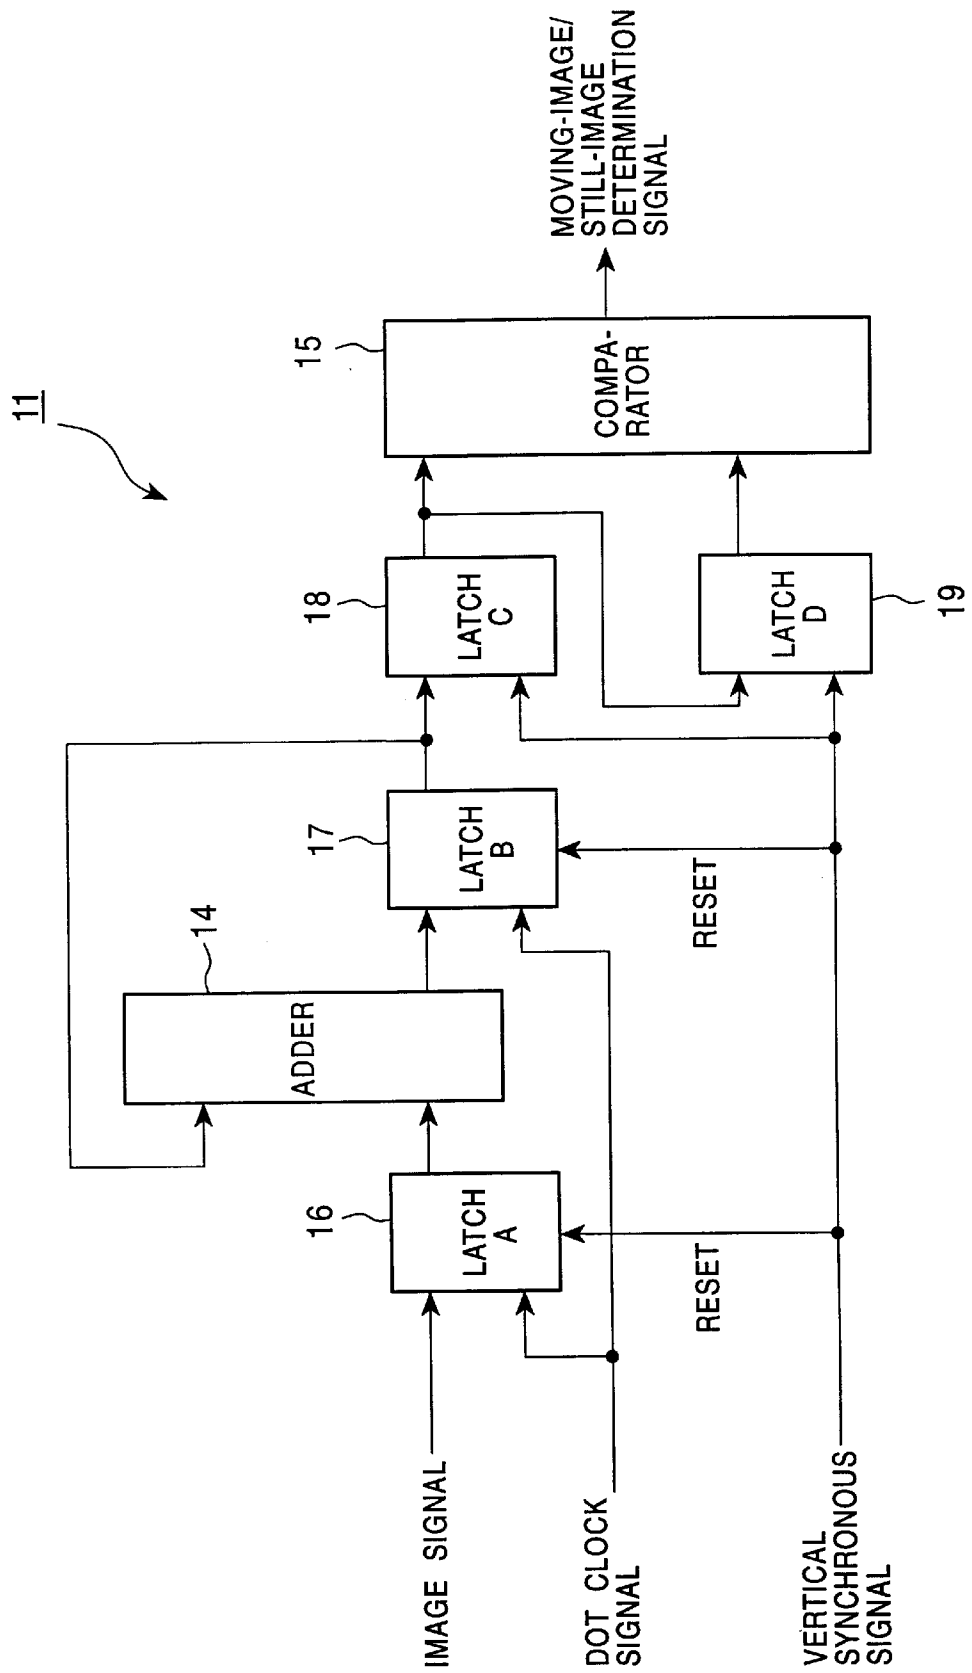 11
IMAGE SIGNAL
DOT CLOCK
SIGNAL
VERTICAL
SYNCHRONOUS
SIGNAL
16
LATCH
A
RESET
14
ADDER
17
LATCH
B
RESET
18
LATCH
C
19
LATCH
D
15
COMPA-
RATOR
MOVING-IMAGE/
STILL-IMAGE
DETERMINATION
SIGNAL